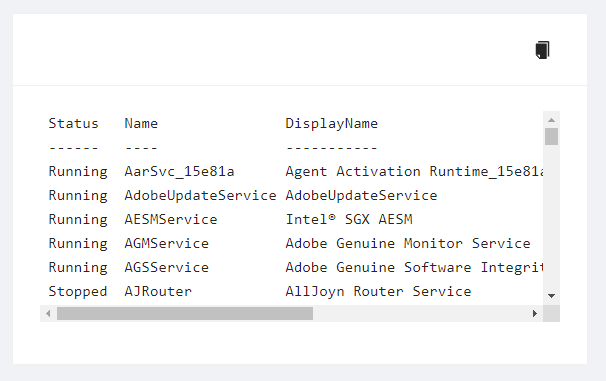 Status   Name                 DisplayName
------   ----                 -----------
Running  AarSvc_15e81a        Agent Activation Runtime_15e81a
Running  AdobeUpdateService   AdobeUpdateService
Running  AESMService          Intel® SGX AESM
Running  AGMService           Adobe Genuine Monitor Service
Running  AGSService           Adobe Genuine Software Integrit
Stopped  AJRouter             AllJoyn Router Service